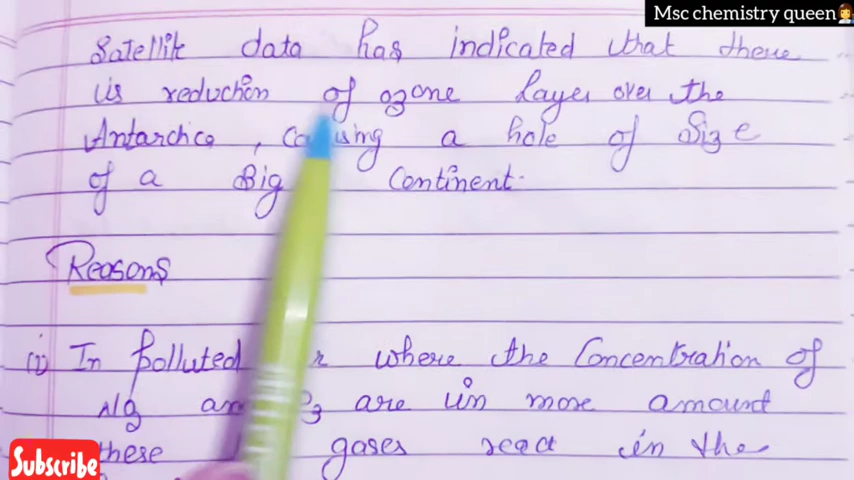 Msc chemistry queen👩‍🔬
Satellite data has indicated that there
is reduction of ozone layer over the
Antarctica, causing a hole of size
of a Big Continent.
Reasons
(i) In polluted where the Concentration of
are in more amount
these gases react in the
Subscribe